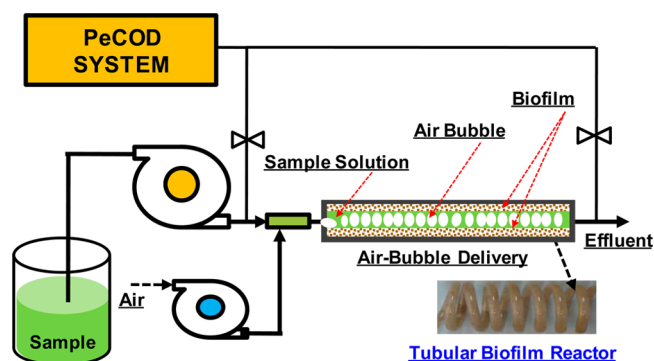 PeCOD
SYSTEM
Biofilm
Air Bubble
Sample Solution
Effluent
Air-Bubble Delivery
Air
Sample
Tubular Biofilm Reactor